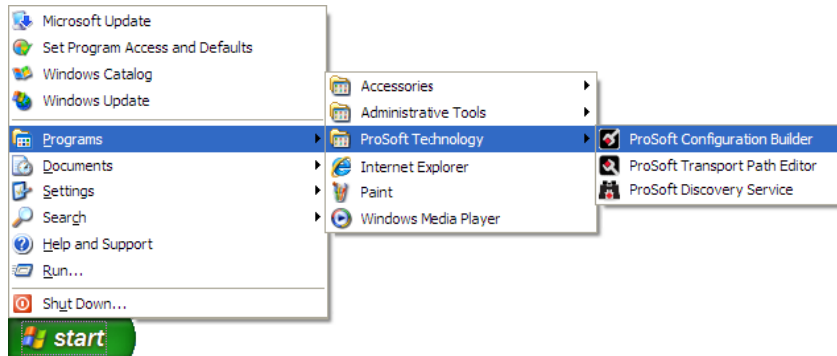 Microsoft Update
Set Program Access and Defaults
Windows Catalog
Windows Update
Programs
Documents
Settings
Search
Help and Support
Run...
Shut Down...
start
Accessories
Administrative Tools
ProSoft Technology
Internet Explorer
Paint
Windows Media Player
ProSoft Configuration Builder
ProSoft Transport Path Editor
ProSoft Discovery Service